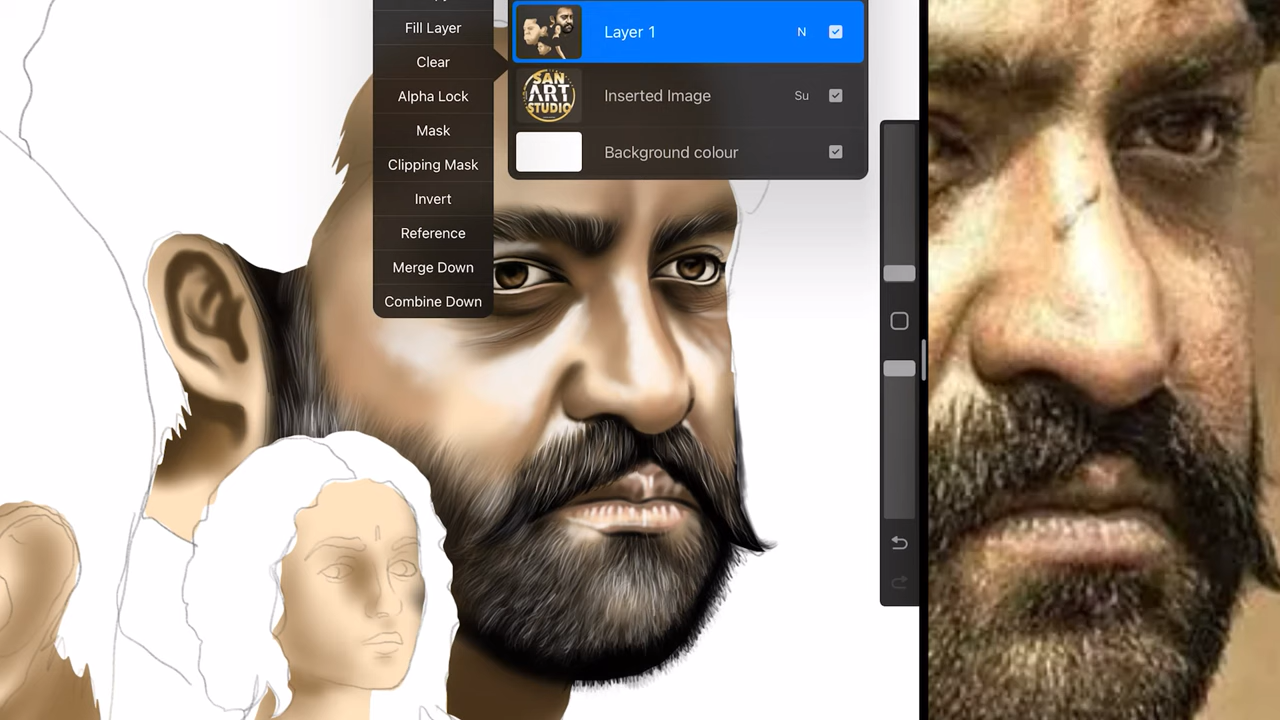 Fill Layer
Clear
Alpha Lock
Mask
Clipping Mask
Invert
Reference
Merge Down
Combine Down
Layer 1 N
SAN
ART
STUDIO
Inserted Image Su
Background colour